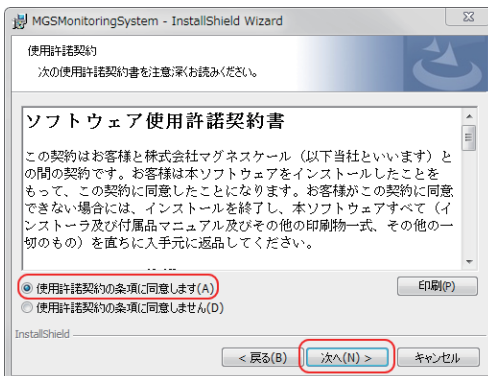 MGSMonitoringSystem - InstallShield Wizard
使用許諾契約
次の使用許諾契約書を注意深くお読みください。
ソフトウェア使用許諾契約書
この契約はお客様と株式会社マグネスケール（以下当社といいます）と
の間の契約です。お客様は本ソフトウェアをインストールしたことを
もって、この契約に同意したことになります。お客様がこの契約に同意
できない場合には、インストールを終了し、本ソフトウェアすべて（イ
ンストーラ及び付属品マニュアル及びその他の印刷物一式、その他の一
切のもの）を直ちに入手元に返品してください。
使用許諾契約の条項に同意します(A)
印刷(P)
使用許諾契約の条項に同意しません(D)
InstallShield
< 戻る(B)
次へ(N) >
キャンセル